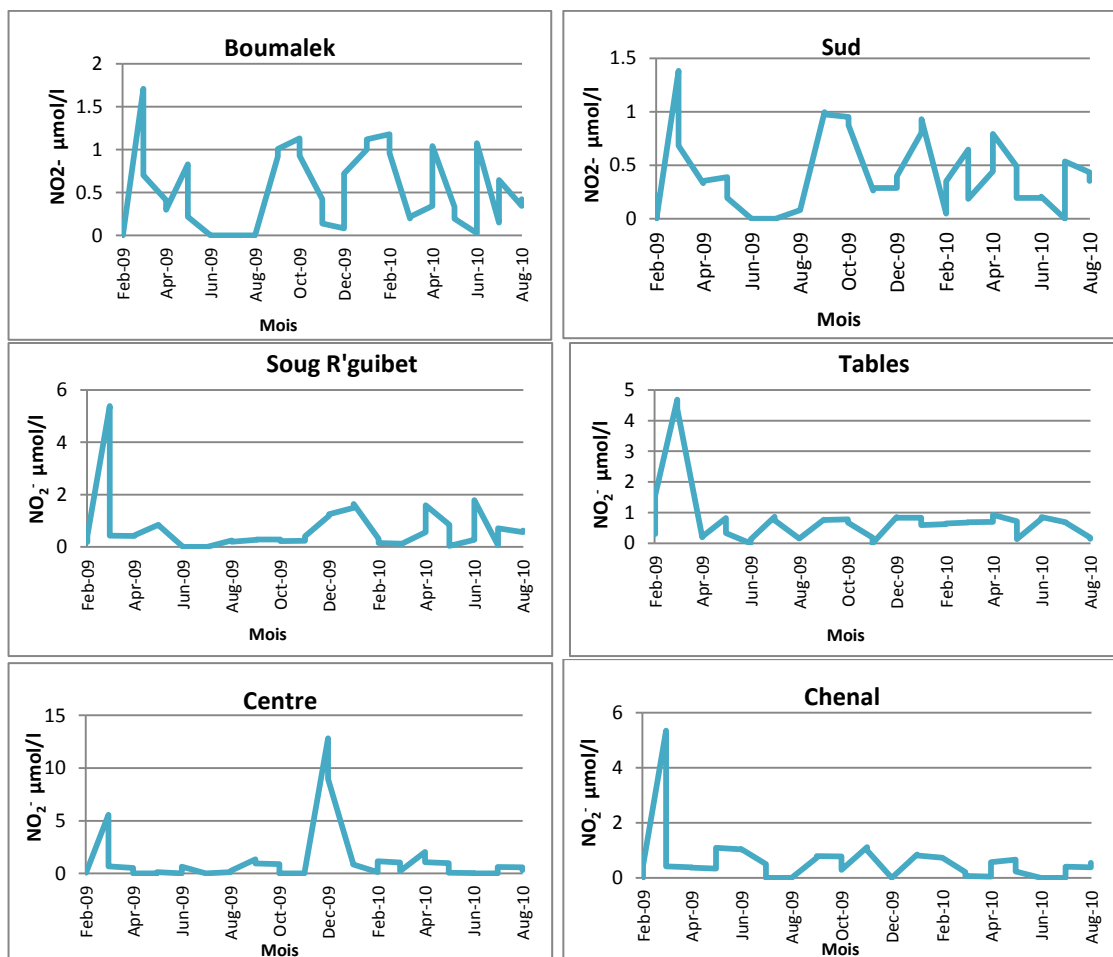 Boumalek
NO2- µmol/l
2
1.5
1
0.5
0
Feb-09
Apr-09
Jun-09
Aug-09
Oct-09
Dec-09
Feb-10
Apr-10
Jun-10
Aug-10
Mois
Sud
NO2- µmol/l
1.5
1
0.5
0
Feb-09
Apr-09
Jun-09
Aug-09
Oct-09
Dec-09
Feb-10
Apr-10
Jun-10
Aug-10
Mois
Soug R'guibet
NO₂⁻ µmol/l
6
4
2
0
Feb-09
Apr-09
Jun-09
Aug-09
Oct-09
Dec-09
Feb-10
Apr-10
Jun-10
Aug-10
Mois
Tables
NO₂⁻ µmol/l
5
4
3
2
1
0
Feb-09
Apr-09
Jun-09
Aug-09
Oct-09
Dec-09
Feb-10
Apr-10
Jun-10
Aug-10
Mois
Centre
NO₂⁻ µmol/l
15
10
5
0
Feb-09
Apr-09
Jun-09
Aug-09
Oct-09
Dec-09
Feb-10
Apr-10
Jun-10
Aug-10
Mois
Chenal
NO₂⁻ µmol/l
6
4
2
0
Feb-09
Apr-09
Jun-09
Aug-09
Oct-09
Dec-09
Feb-10
Apr-10
Jun-10
Aug-10
Mois